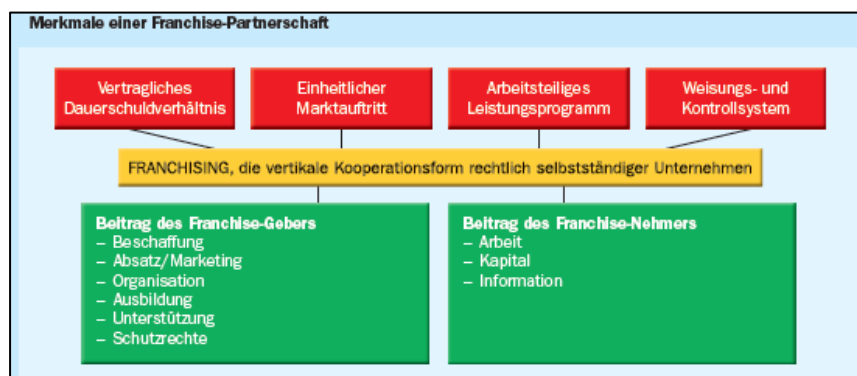 Merkmale einer Franchise-Partnerschaft
Vertragliches
Dauerschuldverhältnis
Einheitlicher
Marktauftritt
Arbeitsteiliges
Leistungsprogramm
Weisungs- und
Kontrollsystem
FRANCHISING, die vertikale Kooperationsform rechtlich selbstständiger Unternehmen
Beitrag des Franchise-Gebers
– Beschaffung
– Absatz/Marketing
– Organisation
– Ausbildung
– Unterstützung
– Schutzrechte
Beitrag des Franchise-Nehmers
– Arbeit
– Kapital
– Information